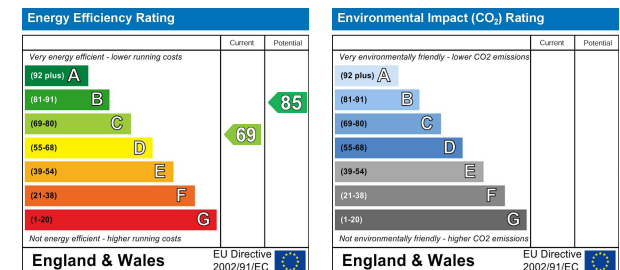 Energy Efficiency Rating
Current Potential
Very energy efficient - lower running costs
(92 plus) A
(81-91) B
(69-80) C
(55-68) D
(39-54) E
(21-38) F
(1-20) G
69
85
Not energy efficient - higher running costs
England & Wales
EU Directive
2002/91/EC
Environmental Impact (CO₂) Rating
Current Potential
Very environmentally friendly - lower CO2 emissions
(92 plus) A
(81-91) B
(69-80) C
(55-68) D
(39-54) E
(21-38) F
(1-20) G
Not environmentally friendly - higher CO2 emissions
England & Wales
EU Directive
2002/91/EC